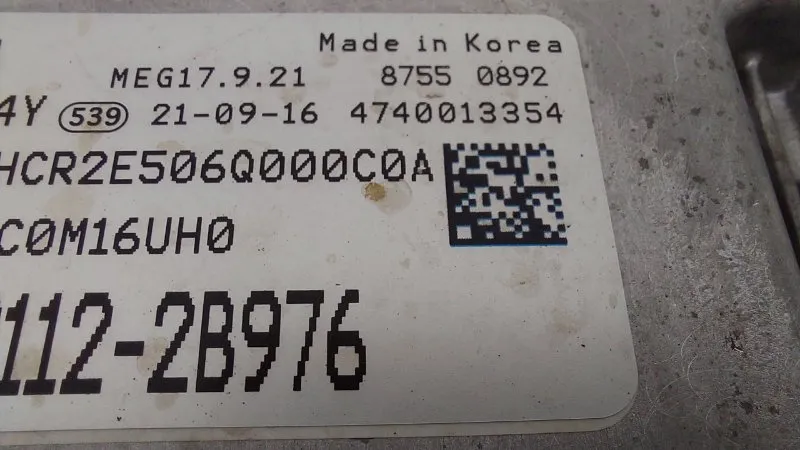 Made in Korea
MEG17.9.21 8755 0892
4Y 539 21-09-16 4740013354
HCR2E506Q000C0A
C0M16UH0
112-2B976